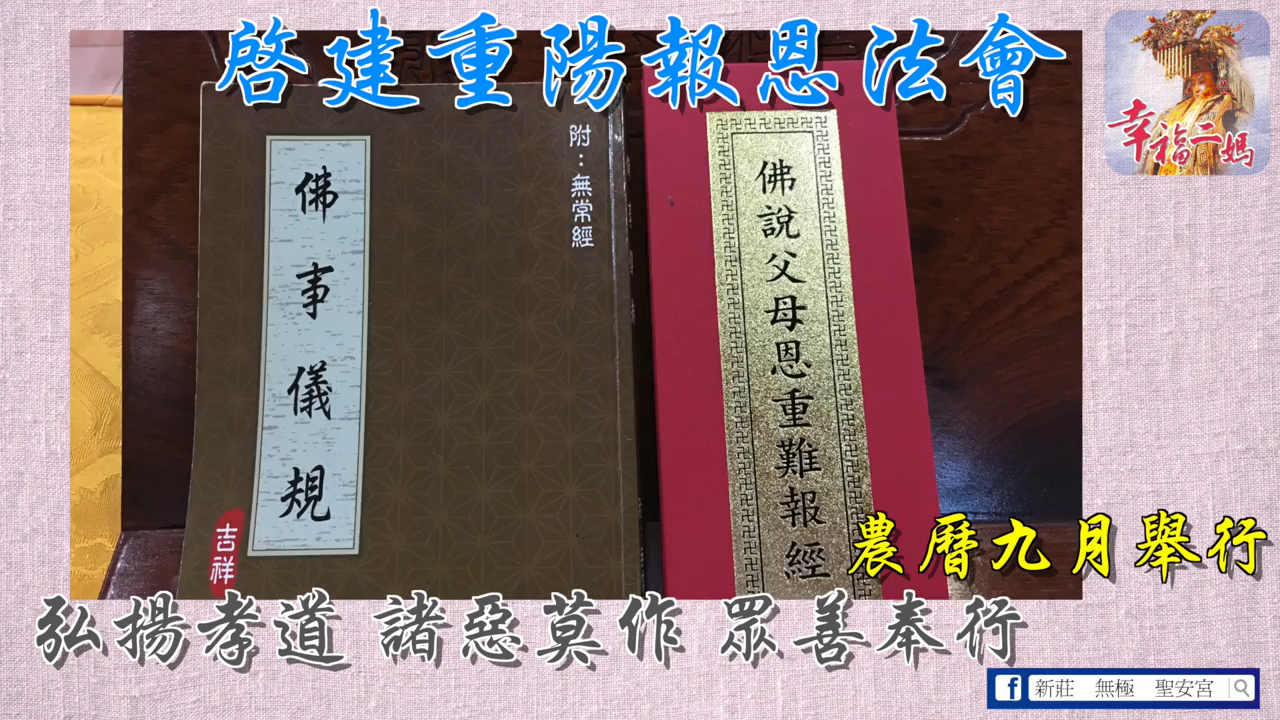 啓建重陽報恩法會
幸福二媽
附：無常經
佛事儀規
吉祥
佛說父母恩重難報經
農曆九月舉行
弘揚孝道 諸惡莫作 眾善奉行
f 新莊 無極 聖安宮